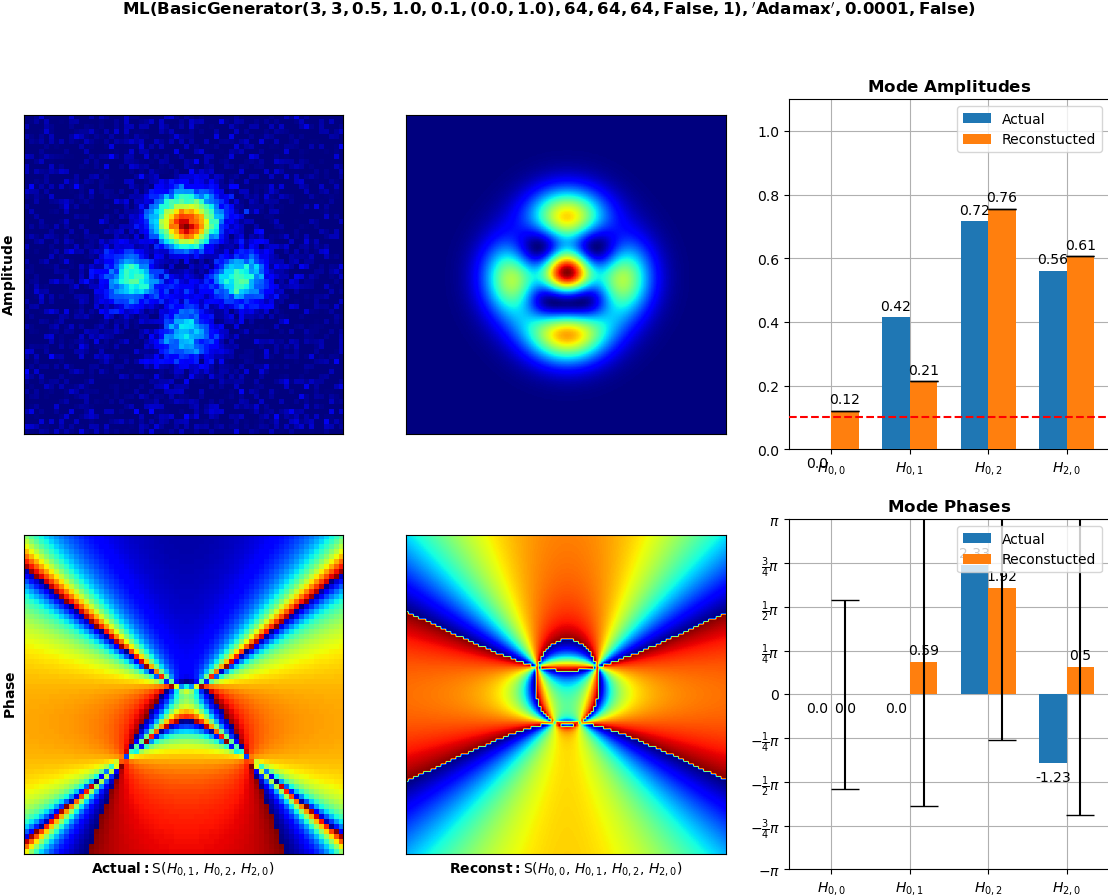 ML(BasicGenerator(3, 3, 0.5, 1.0, 0.1, (0.0, 1.0), 64, 64, 64, False, 1), 'Adamax', 0.0001, False)
Amplitude
Mode Amplitudes
Actual
Reconstucted
1.0
0.8
0.6
0.4
0.2
0.0
0.0
0.12
0.42
0.21
0.72
0.76
0.56
0.61
H0,0
H0,1
H0,2
H2,0
Phase
Actual: S(H0,1, H0,2, H2,0)
Reconst: S(H0,0, H0,1, H0,2, H2,0)
Mode Phases
Actual
Reconstucted
π
3/4π
1/2π
1/4π
0
−1/4π
−1/2π
−3/4π
−π
0.0
0.0
0.0
0.59
2.33
1.92
-1.23
0.5
H0,0
H0,1
H0,2
H2,0